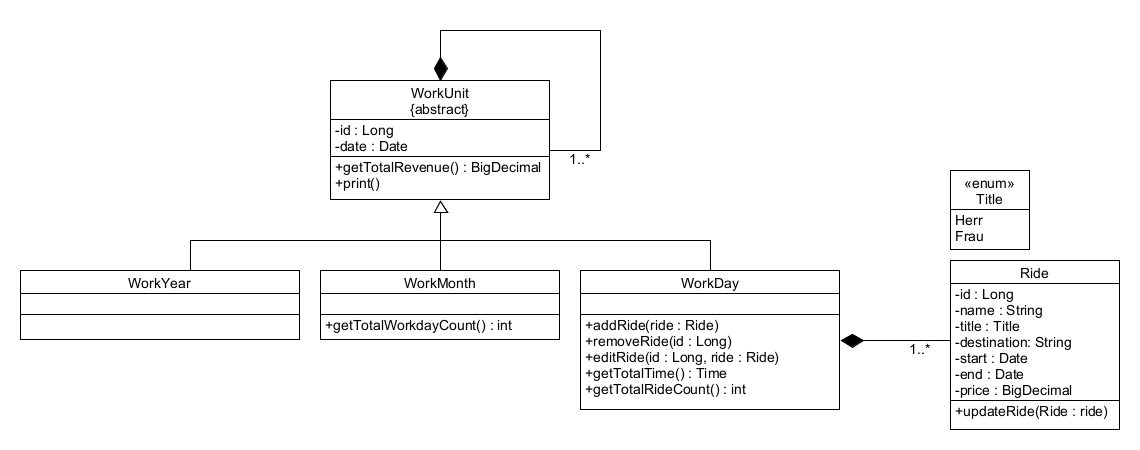 WorkUnit
{abstract}
-id : Long
-date : Date
+getTotalRevenue() : BigDecimal
+print()
1..*
«enum»
Title
Herr
Frau
WorkYear
WorkMonth
+getTotalWorkdayCount() : int
WorkDay
+addRide(ride : Ride)
+removeRide(id : Long)
+editRide(id : Long, ride : Ride)
+getTotalTime() : Time
+getTotalRideCount() : int
1..*
Ride
-id : Long
-name : String
-title : Title
-destination: String
-start : Date
-end : Date
-price : BigDecimal
+updateRide(Ride : ride)